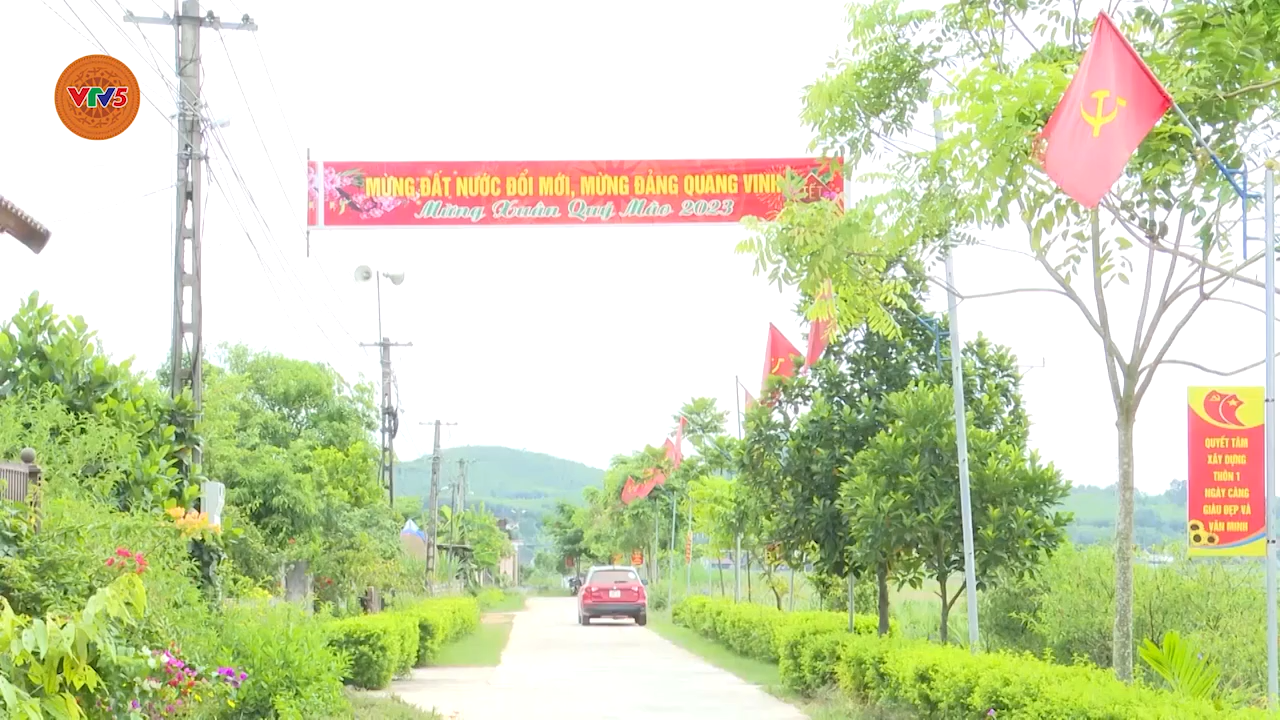 VTV5
MỪNG ĐẤT NƯỚC ĐỔI MỚI, MỪNG ĐẢNG QUANG VINH
Mừng Xuân Quý Mão 2023
QUYẾT TÂM
XÂY DỰNG
THÔN 1
NGÀY CÀNG
GIÀU ĐẸP VÀ
VĂN MINH